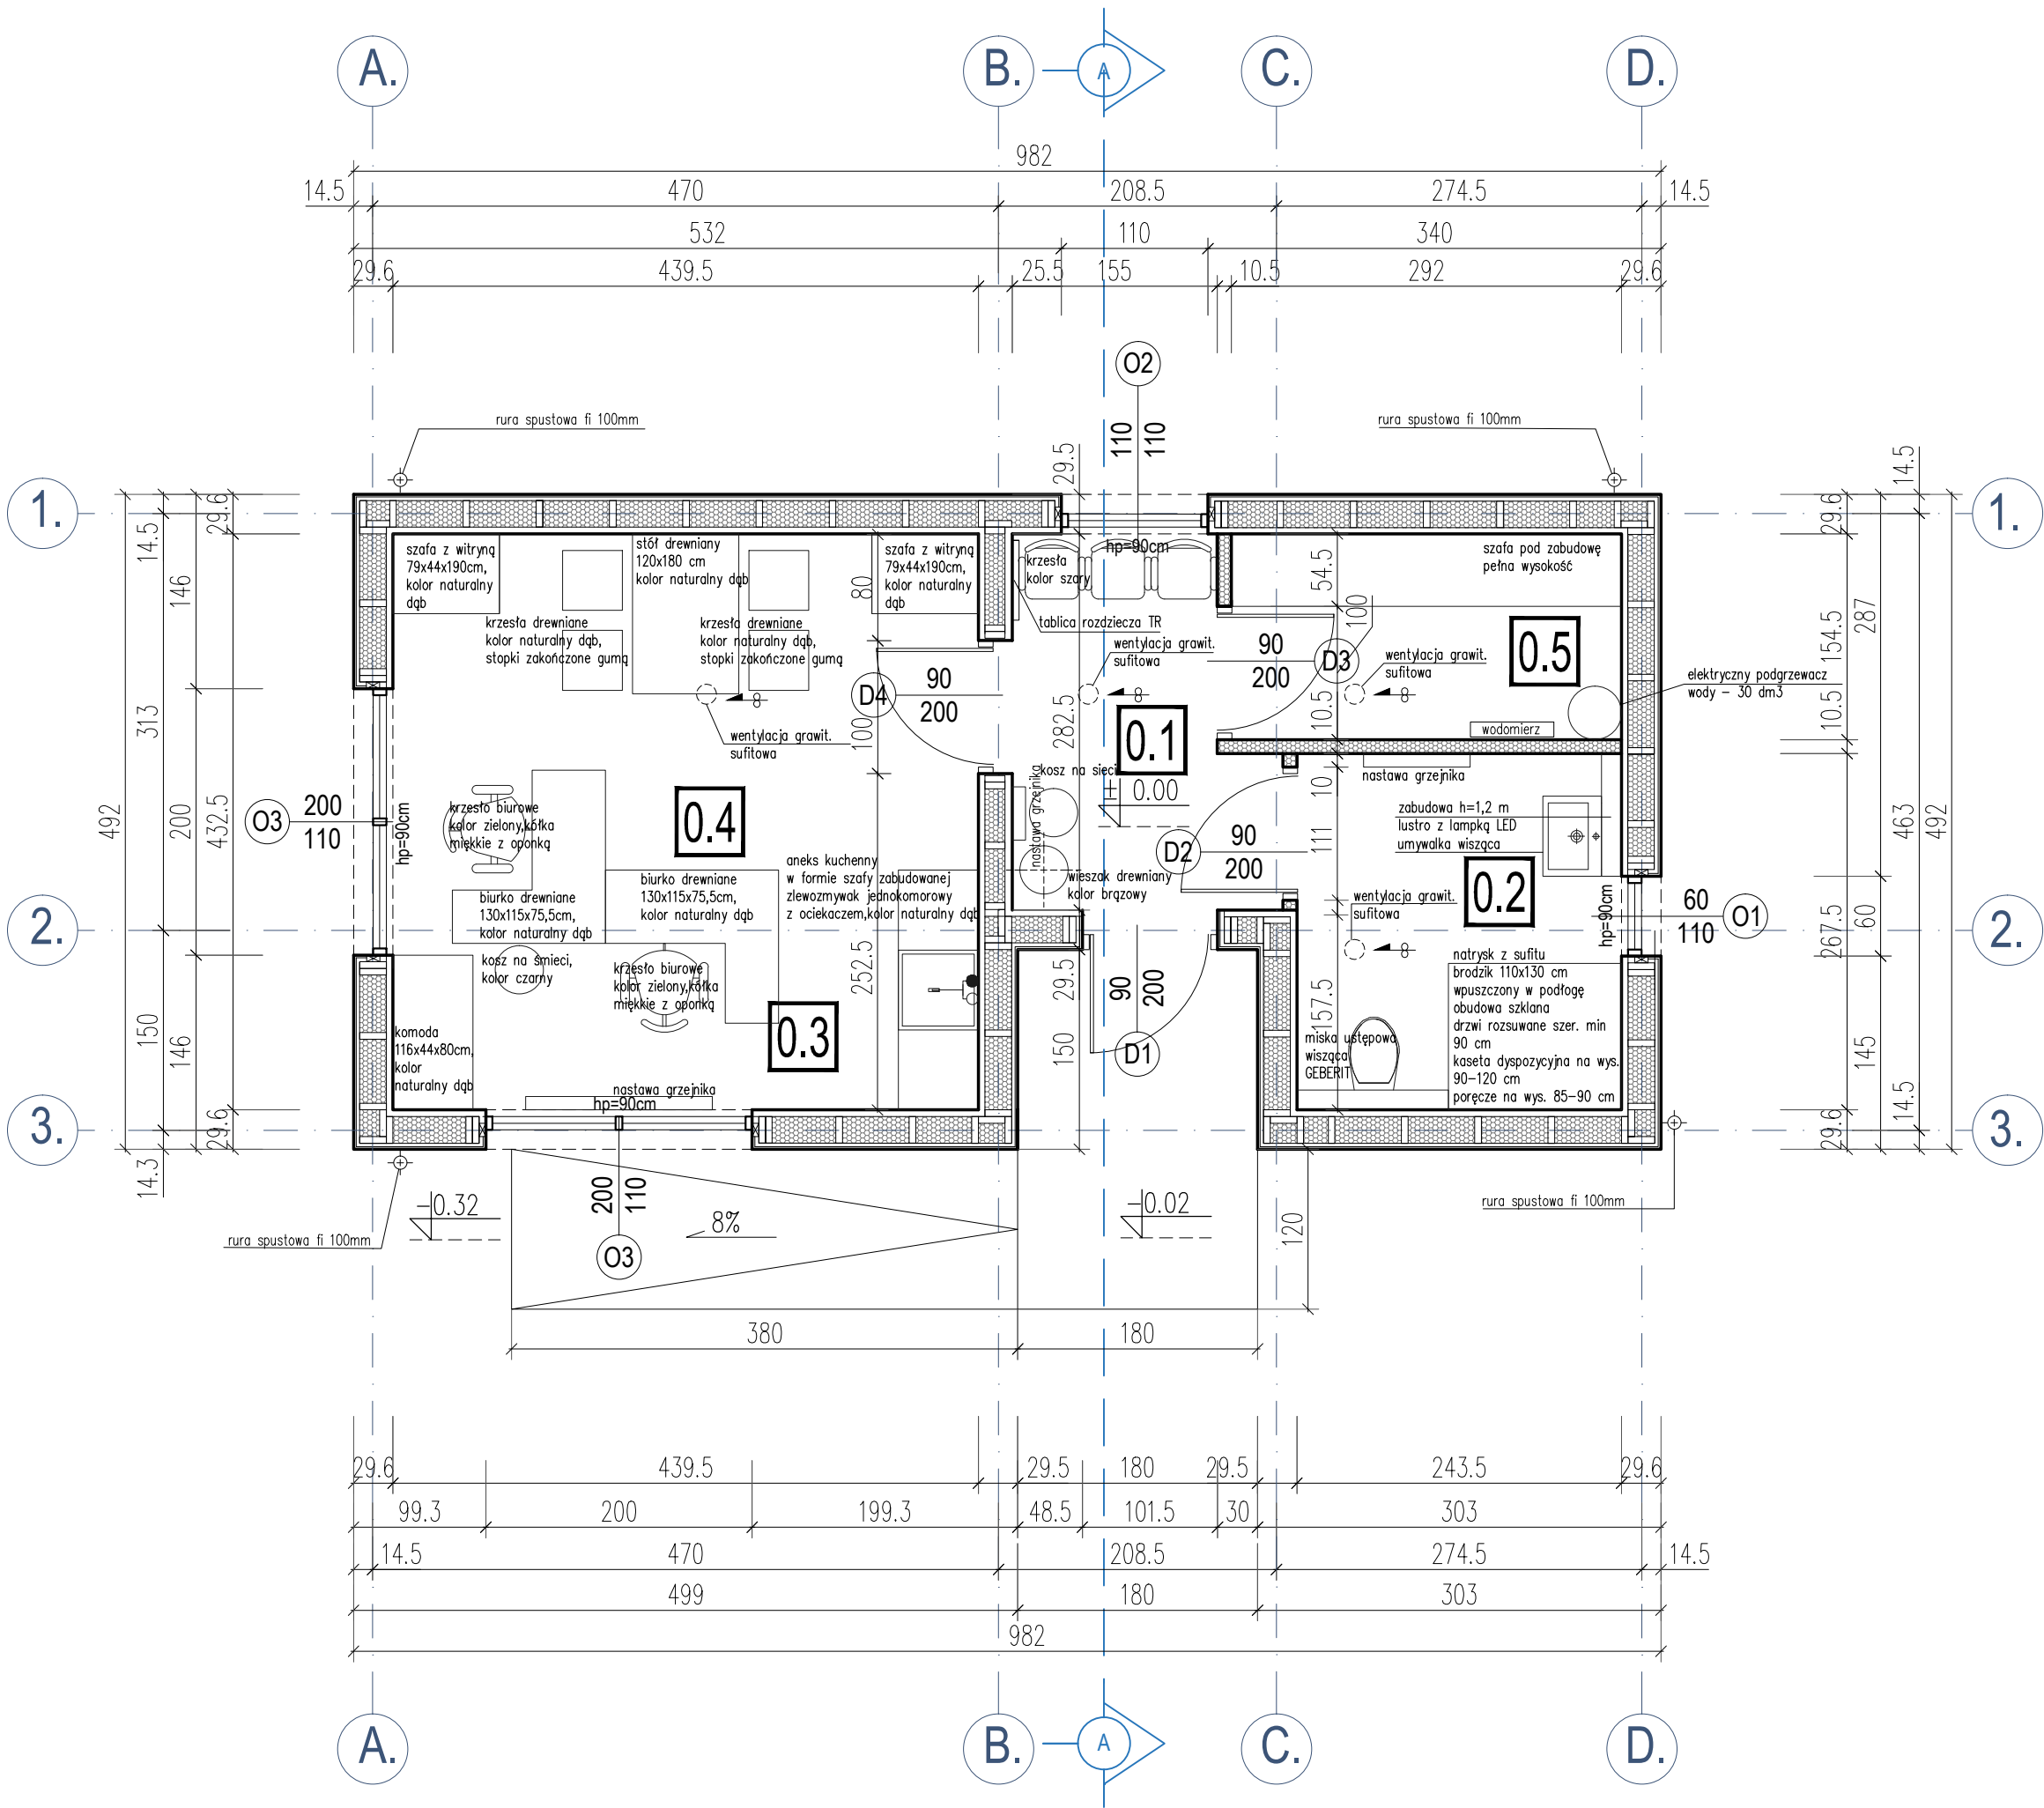 A.
B.
A
C.
D.
982
14.5
470
208.5
274.5
14.5
532
110
340
29.6
439.5
25.5
155
10.5
292
29.6
O2
110
110
rura spustowa fi 100mm
rura spustowa fi 100mm
1.
1.
29.6
14.5
146
313
200
432.5
492
150
146
29.6
14.3
29.5
14.5
29.6
287
154.5
10.5
463
492
267.5
60
145
14.5
29.6
szafa z witryną
79x44x190cm,
kolor naturalny
dąb
stół drewniany
120x180 cm
kolor naturalny dąb
szafa z witryną
79x44x190cm,
kolor naturalny
dąb
hp=90cm
krzesła
kolor szary
szafa pod zabudowę
pełna wysokość
54.5
80
100
krzesła drewniane
kolor naturalny dąb,
stopki zakończone gumą
krzesła drewniane
kolor naturalny dąb,
stopki zakończone gumą
tablica rozdziecza TR
wentylacja grawit.
sufitowa
90
200
D3
wentylacja grawit.
sufitowa
0.5
elektryczny podgrzewacz
wody - 30 dm3
D4
90
200
8
8
8
10.5
wodomierz
wentylacja grawit.
sufitowa
100
282.5
0.1
kosz na sieci
nastawa grzejnika
± 0.00
nastawa grzejnika
10
111
O3
200
110
hp=90cm
krzesło biurowe
kolor zielony,kółka
miękkie z oponką
0.4
zabudowa h=1,2 m
lustro z lampką LED
umywalka wisząca
D2
90
200
aneks kuchenny
w formie szafy zabudowanej
zlewozmywak jednokomorowy
z ociekaczem,kolor naturalny dąb
wieszak drewniany
kolor brązowy
biurko drewniane
130x115x75,5cm,
kolor naturalny dąb
biurko drewniane
130x115x75,5cm,
kolor naturalny dąb
wentylacja grawit.
sufitowa
8
0.2
hp=90cm
60
110
O1
2.
2.
kosz na śmieci,
kolor czarny
krzesło biurowe
kolor zielony,kółka
miękkie z oponką
252.5
29.5
90
200
157.5
natrysk z sufitu
brodzik 110x130 cm
wpuszczony w podłogę
obudowa szklana
drzwi rozsuwane szer. min
90 cm
kaseta dyspozycyjna na wys.
90-120 cm
poręcze na wys. 85-90 cm
komoda
116x44x80cm,
kolor
naturalny dąb
0.3
150
D1
miska ustępowa
wisząca
GEBERIT
nastawa grzejnika
hp=90cm
3.
3.
-0.32
200
110
8%
-0.02
120
rura spustowa fi 100mm
rura spustowa fi 100mm
O3
380
180
29.6
439.5
29.5
180
29.5
243.5
29.6
99.3
200
199.3
48.5
101.5
30
303
14.5
470
208.5
274.5
14.5
499
180
303
982
A.
B.
A
C.
D.